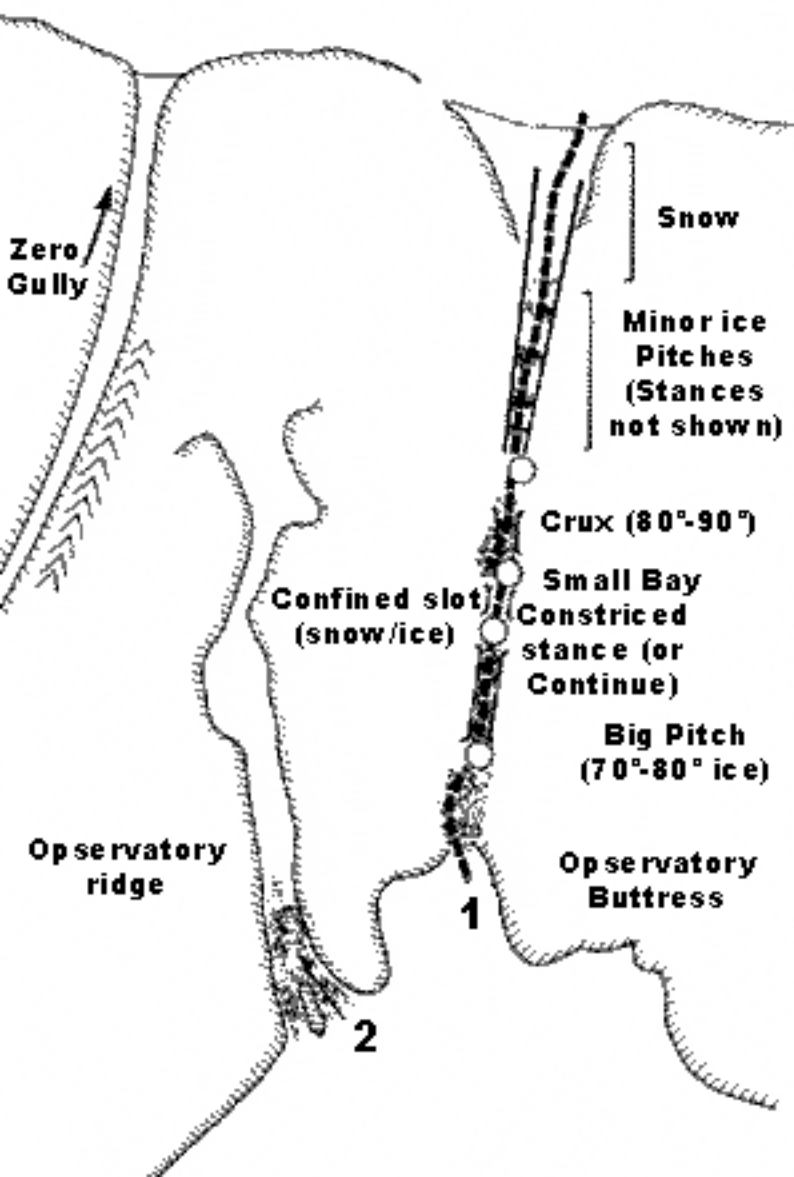 Zero
Gully
Snow
Minor ice
Pitches
(Stances
not shown)
Crux (80°-90°)
Confined slot
(snow/ice)
Small Bay
Constriced
stance (or
Continue)
Big Pitch
(70°-80° ice)
Opservatory
ridge
Opservatory
Buttress
1
2